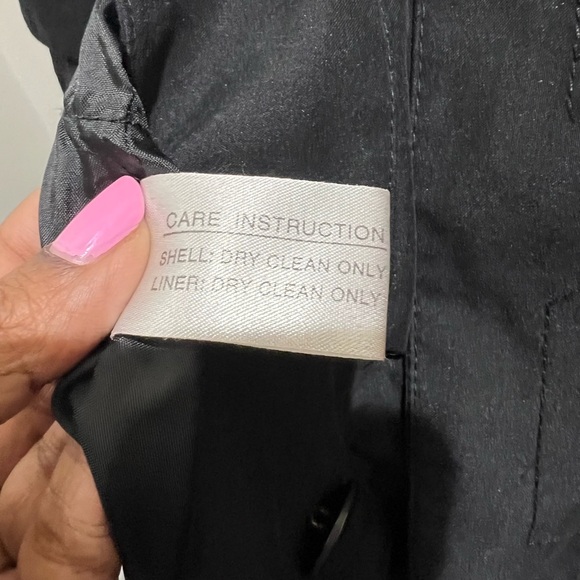 CARE INSTRUCTION
SHELL: DRY CLEAN ONLY
LINER: DRY CLEAN ONLY